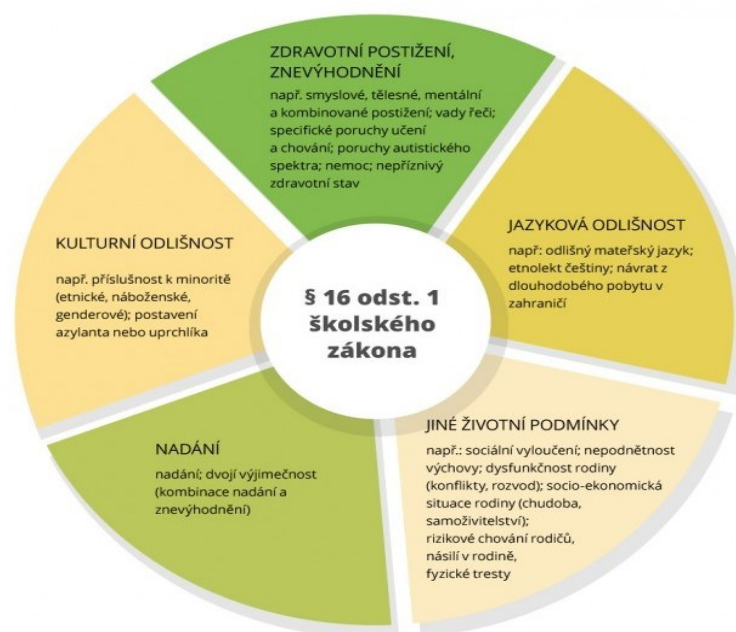 ZDRAVOTNÍ POSTIŽENÍ,
ZNEVÝHODNĚNÍ
např. smyslové, tělesné, mentální
a kombinované postižení; vady řeči;
specifické poruchy učení
a chování; poruchy autistického
spektra; nemoc; nepříznivý
zdravotní stav
JAZYKOVÁ ODLIŠNOST
např: odlišný mateřský jazyk;
etnolekt češtiny; návrat z
dlouhodobého pobytu v
zahraničí
KULTURNÍ ODLIŠNOST
např. příslušnost k minoritě
(etnické, náboženské,
genderové); postavení
azylanta nebo uprchlíka
§ 16 odst. 1
školského
zákona
JINÉ ŽIVOTNÍ PODMÍNKY
např.: sociální vyloučení; nepodnětnost
výchovy; dysfunkčnost rodiny
(konflikty, rozvod); socio-ekonomická
situace rodiny (chudoba,
samoživitelství);
rizikové chování rodičů,
násilí v rodině,
fyzické tresty
NADÁNÍ
nadání; dvojí výjimečnost
(kombinace nadání a
znevýhodnění)